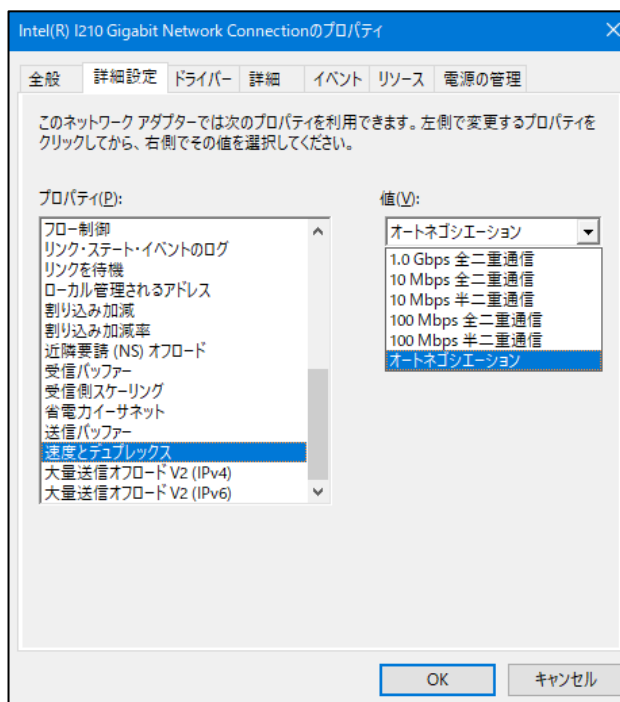 Intel(R) I210 Gigabit Network Connectionのプロパティ
全般 詳細設定 ドライバー 詳細 イベント リソース 電源の管理
このネットワーク アダプターでは次のプロパティを利用できます。左側で変更するプロパティを
クリックしてから、右側でその値を選択してください。
プロパティ(P):
フロー制御
リンク・ステート・イベントのログ
リンクを待機
ローカル管理されるアドレス
割り込み加減
割り込み加減率
近隣要請 (NS) オフロード
受信バッファー
受信側スケーリング
省電力イーサネット
送信バッファー
速度とデュプレックス
大量送信オフロード V2 (IPv4)
大量送信オフロード V2 (IPv6)
値(V):
オートネゴシエーション
1.0 Gbps 全二重通信
10 Mbps 全二重通信
10 Mbps 半二重通信
100 Mbps 全二重通信
100 Mbps 半二重通信
オートネゴシエーション
OK キャンセル